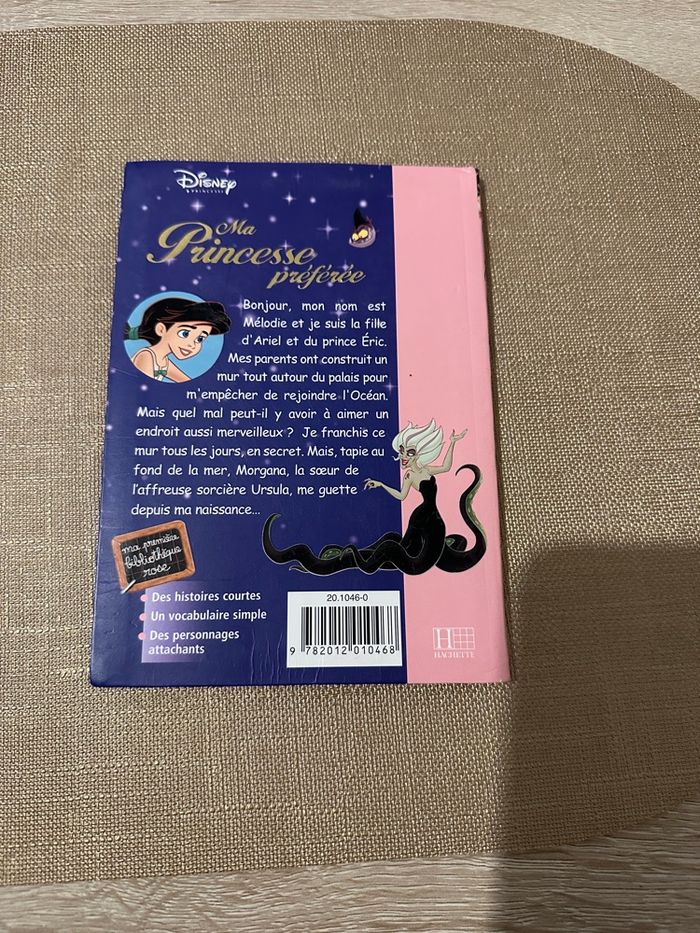 Disney
PRINCESSE
Ma
Princesse
préférée
Bonjour, mon nom est
Mélodie et je suis la fille
d'Ariel et du prince Éric.
Mes parents ont construit un
mur tout autour du palais pour
m'empêcher de rejoindre l'Océan.
Mais quel mal peut-il y avoir à aimer un
endroit aussi merveilleux ? Je franchis ce
mur tous les jours, en secret. Mais, tapie au
fond de la mer, Morgana, la sœur de
l'affreuse sorcière Ursula, me guette
depuis ma naissance...
ma première
bibliothèque
rose
• Des histoires courtes
• Un vocabulaire simple
• Des personnages
attachants
20.1046-0
9 782012 010468
H
HACHETTE